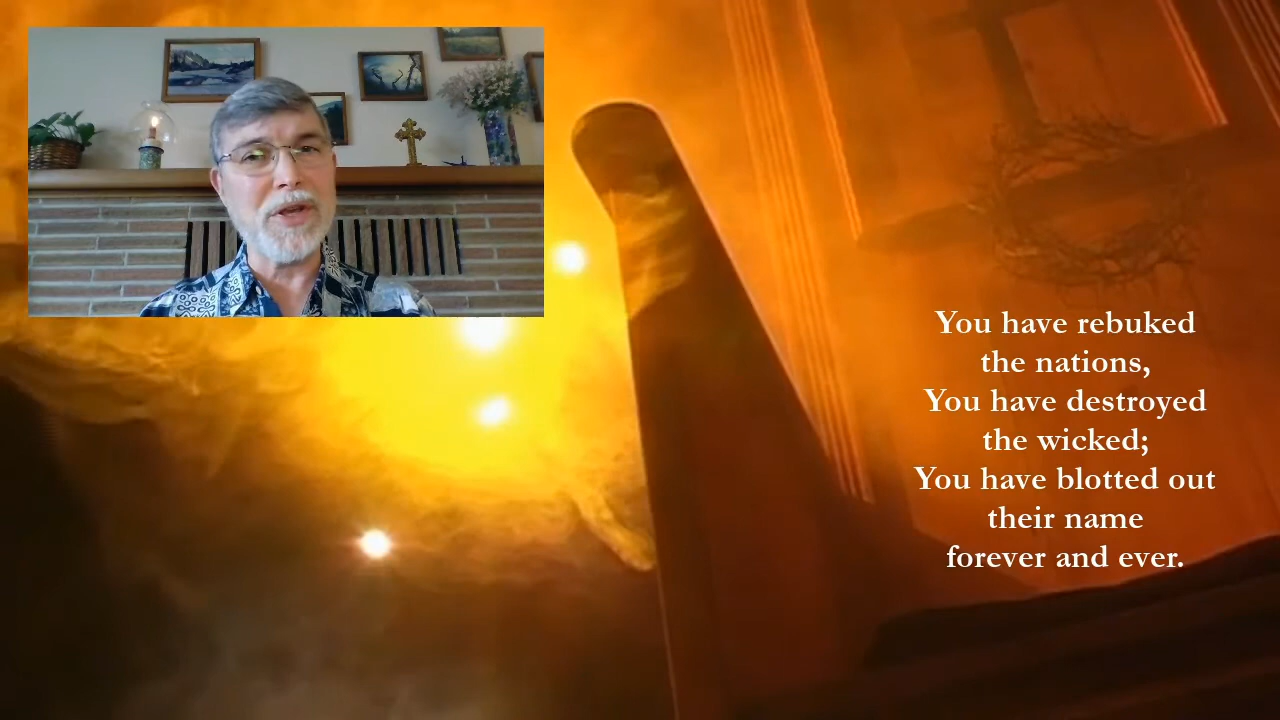 You have rebuked
the nations,
You have destroyed
the wicked;
You have blotted out
their name
forever and ever.